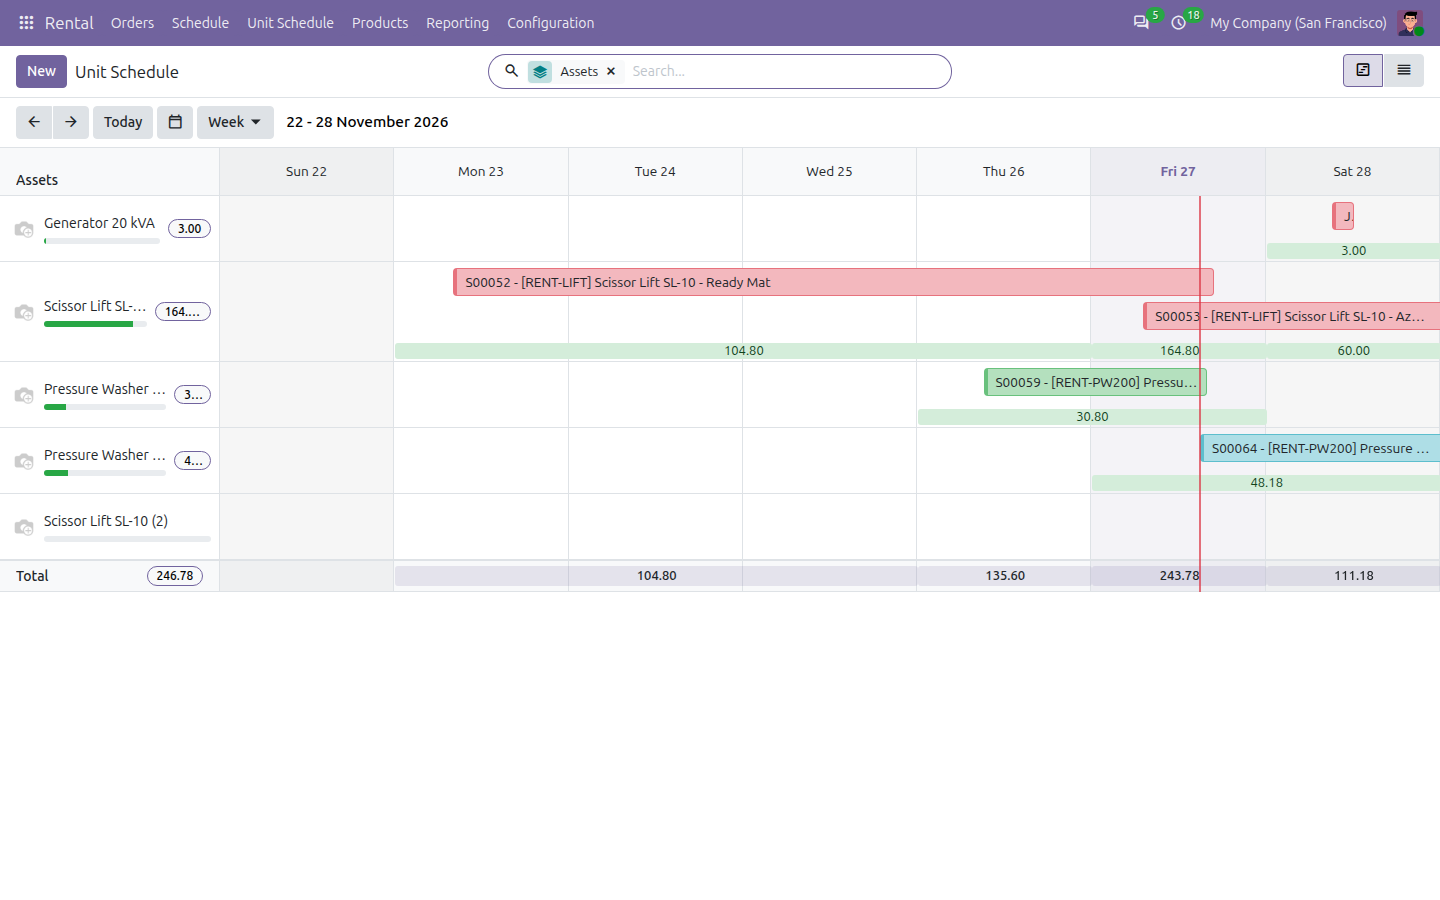 Rental Orders Schedule Unit Schedule Products Reporting Configuration 5 18 My Company (San Francisco)
New Unit Schedule Assets × Search...
Today Week 22 - 28 November 2026
Assets Sun 22 Mon 23 Tue 24 Wed 25 Thu 26 Fri 27 Sat 28
Generator 20 kVA 3.00 J.
3.00
S00052 - [RENT-LIFT] Scissor Lift SL-10 - Ready Mat
Scissor Lift SL-... 164.... S00053 - [RENT-LIFT] Scissor Lift SL-10 - Az...
104.80 164.80 60.00
Pressure Washer ... 3... S00059 - [RENT-PW200] Pressu...
30.80
Pressure Washer ... 4... S00064 - [RENT-PW200] Pressure ...
48.18
Scissor Lift SL-10 (2)
Total 246.78 104.80 135.60 243.78 111.18